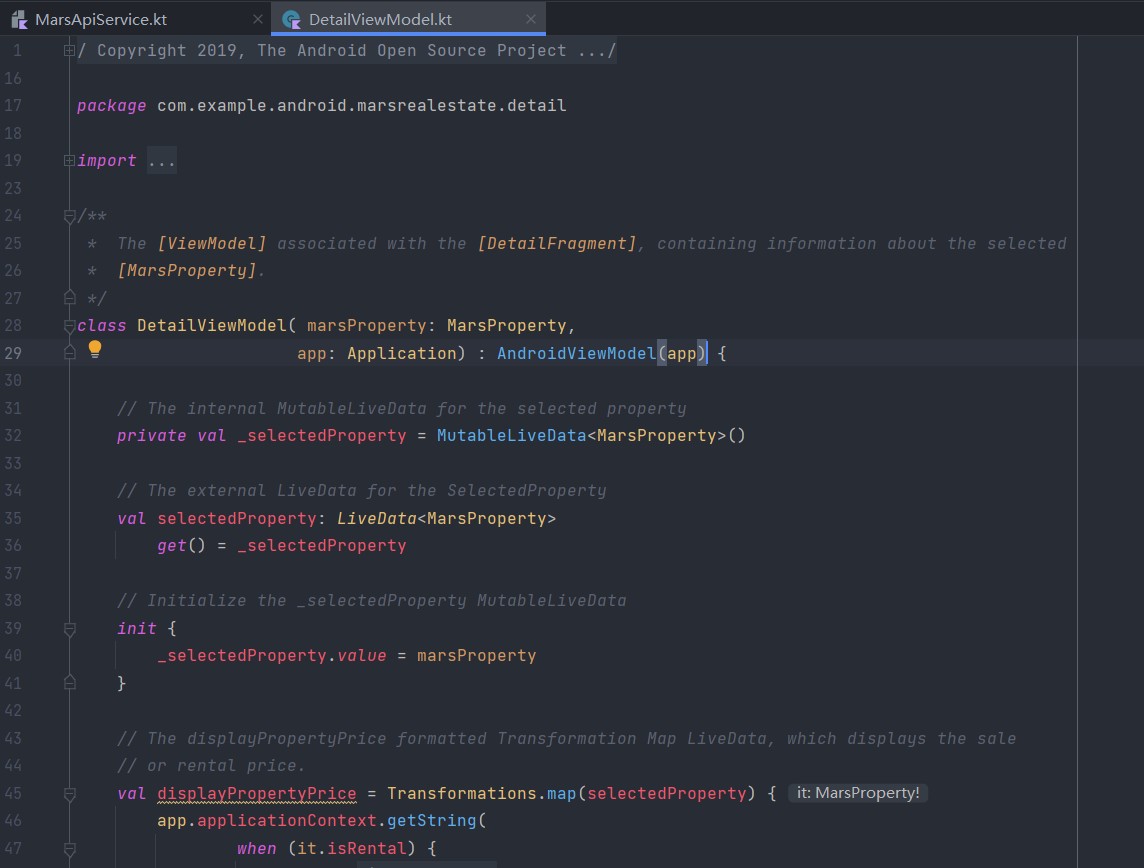 MarsApiService.kt DetailViewModel.kt
1 / Copyright 2019, The Android Open Source Project .../
16
17 package com.example.android.marsrealestate.detail
18
19 import ...
23
24 /**
25 * The [ViewModel] associated with the [DetailFragment], containing information about the selected
26 * [MarsProperty].
27 */
28 class DetailViewModel( marsProperty: MarsProperty,
29 app: Application) : AndroidViewModel(app) {
30
31 // The internal MutableLiveData for the selected property
32 private val _selectedProperty = MutableLiveData<MarsProperty>()
33
34 // The external LiveData for the SelectedProperty
35 val selectedProperty: LiveData<MarsProperty>
36 get() = _selectedProperty
37
38 // Initialize the _selectedProperty MutableLiveData
39 init {
40 _selectedProperty.value = marsProperty
41 }
42
43 // The displayPropertyPrice formatted Transformation Map LiveData, which displays the sale
44 // or rental price.
45 val displayPropertyPrice = Transformations.map(selectedProperty) { it: MarsProperty!
46 app.applicationContext.getString(
47 when (it.isRental) {